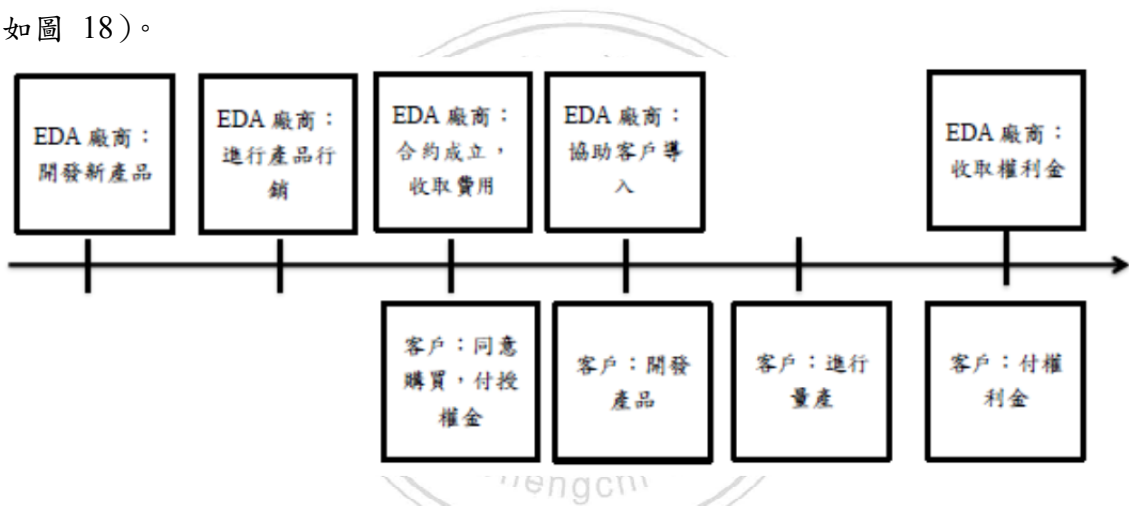 如圖 18)。
EDA 廠商：
開發新產品
EDA 廠商：
進行產品行
銷
EDA 廠商：
合約成立，
收取費用
EDA 廠商：
協助客戶導
入
EDA 廠商：
收取權利金
客戶：同意
購買，付授
權金
客戶：開發
產品
客戶：進行
量產
客戶：付權
利金
engchi